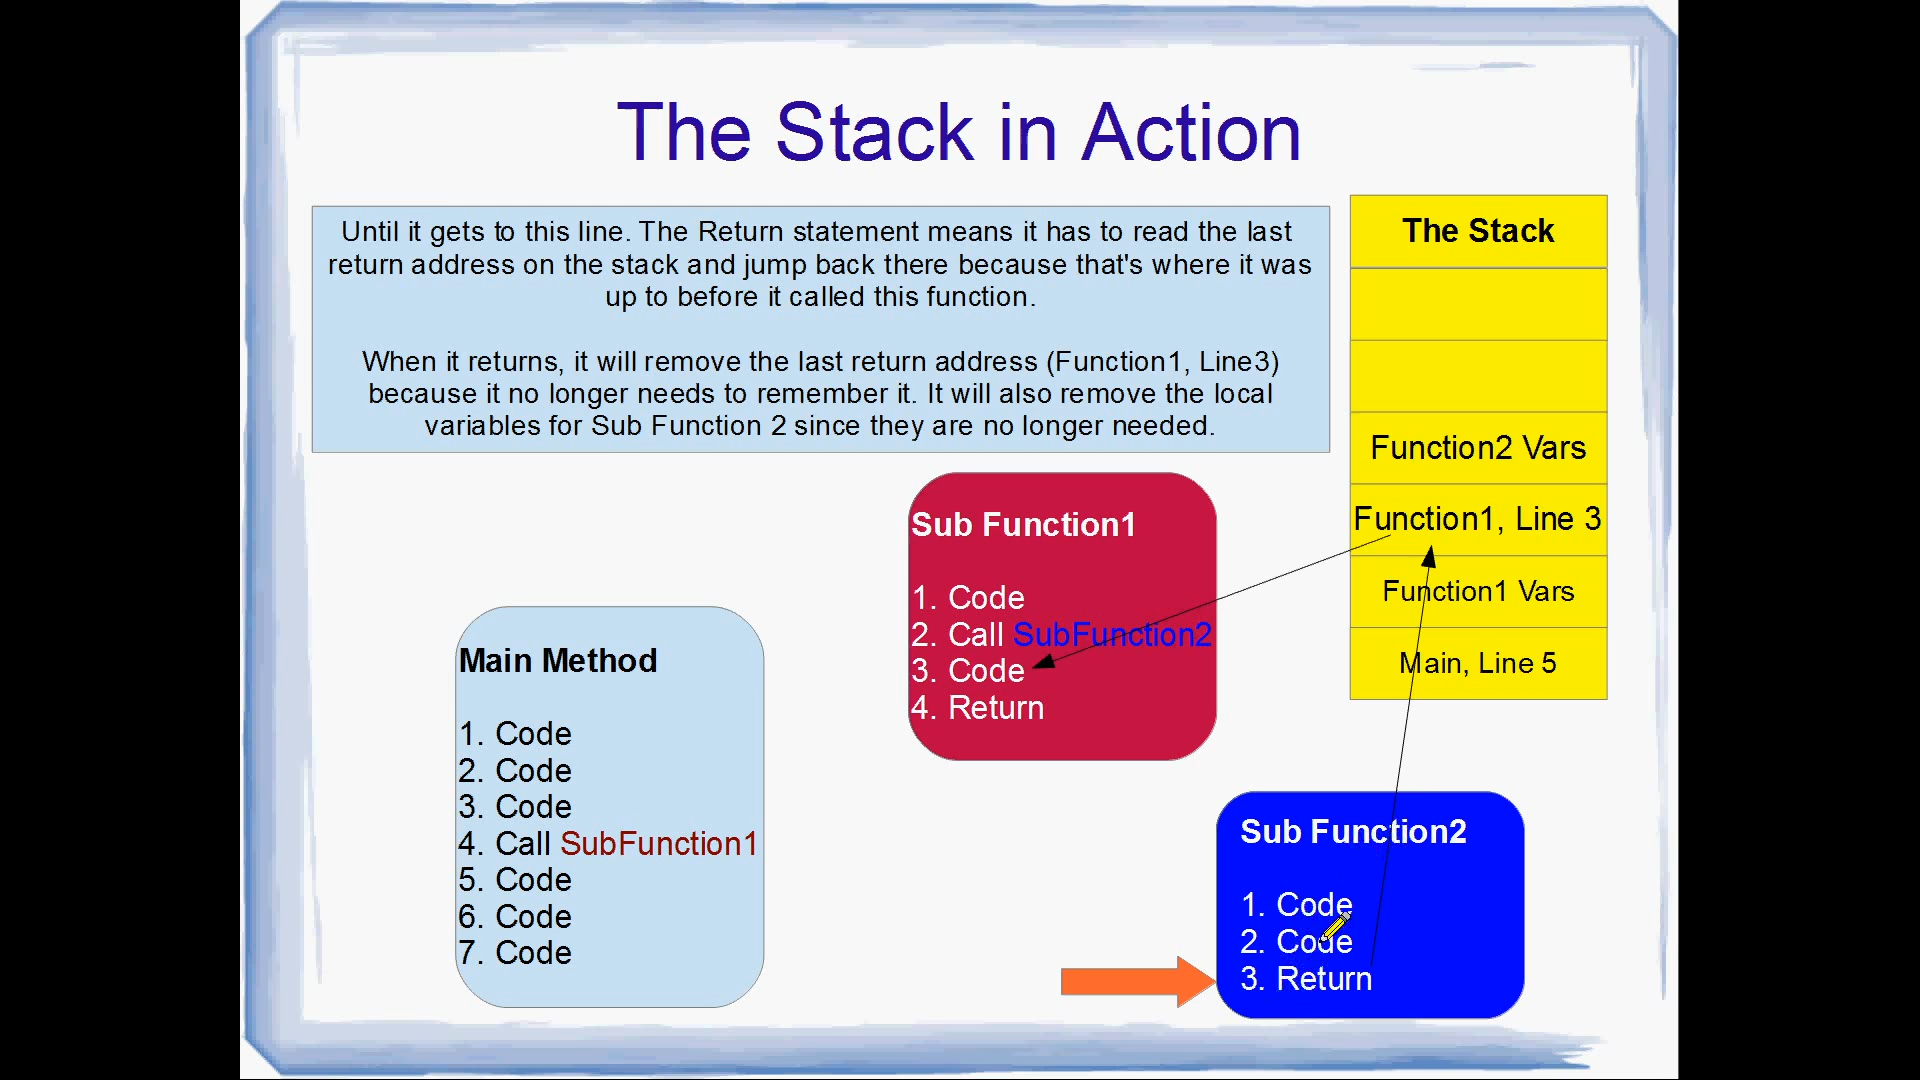 The Stack in Action
Until it gets to this line. The Return statement means it has to read the last
return address on the stack and jump back there because that's where it was
up to before it called this function.
When it returns, it will remove the last return address (Function1, Line3)
because it no longer needs to remember it. It will also remove the local
variables for Sub Function 2 since they are no longer needed.
The Stack
Function2 Vars
Function1, Line 3
Function1 Vars
Main, Line 5
Sub Function1
1. Code
2. Call SubFunction2
3. Code
4. Return
Main Method
1. Code
2. Code
3. Code
4. Call SubFunction1
5. Code
6. Code
7. Code
Sub Function2
1. Code
2. Code
3. Return